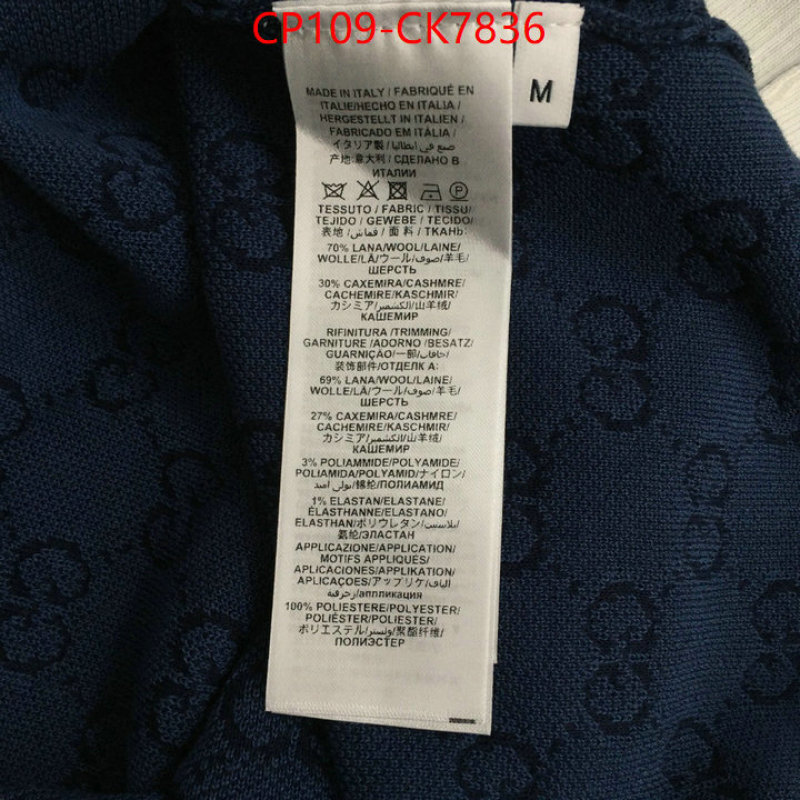 CP109-CK7836
M
MADE IN ITALY / FABRIQUÉ EN
ITALIE/HECHO EN ITALIA /
HERGESTELLT IN ITALIEN /
FABRICADO EM ITÁLIA /
イタリア製 / صنع في ايطاليا /
产地:意大利 / СДЕЛАНО В
ИТАЛИИ
TESSUTO / FABRIC / TISSU/
TEJIDO / GEWEBE / TECIDO/
表地 / قماش / 面料 / ТКАНЬ:
70% LANA/WOOL/LAINE/
WOLLE/LÃ/ウール/صوف/羊毛/
ШЕРСТЬ
30% CAXEMIRA/CASHMRE/
CACHEMIRE/KASCHMIR/
カシミア/الكشمير/山羊绒/
КАШЕМИР
RIFINITURA /TRIMMING/
GARNITURE /ADORNO /BESATZ/
GUARNIÇÃO/一部/حافات/
装饰部件/ОТДЕЛКА А:
69% LANA/WOOL/LAINE/
WOLLE/LÃ/ウール/صوف/羊毛/
ШЕРСТЬ
27% CAXEMIRA/CASHMRE/
CACHEMIRE/KASCHMIR/
カシミア/الكشمير/山羊绒/
КАШЕМИР
3% POLIAMMIDE/POLYAMIDE/
POLIAMIDA/POLYAMID/ナイロン/
بولي اميد/锦纶/ПОЛИАМИД
1% ELASTAN/ELASTANE/
ÉLASTHANNE/ELASTANO/
ELASTHAN/ポリウレタン/ايلاستين/
氨纶/ЭЛАСТАН
APPLICAZIONE/APPLICATION/
MOTIFS APPLIQUÉS/
APLICACIONES/APPLIKATION/
APLICAÇOES/アップリケ/الياف
زخرفية/аппликация
100% POLIESTERE/POLYESTER/
POLIÉSTER/POLIESTER/
ポリエステル/بوليستر/聚酯纤维/
ПОЛИЭСТЕР